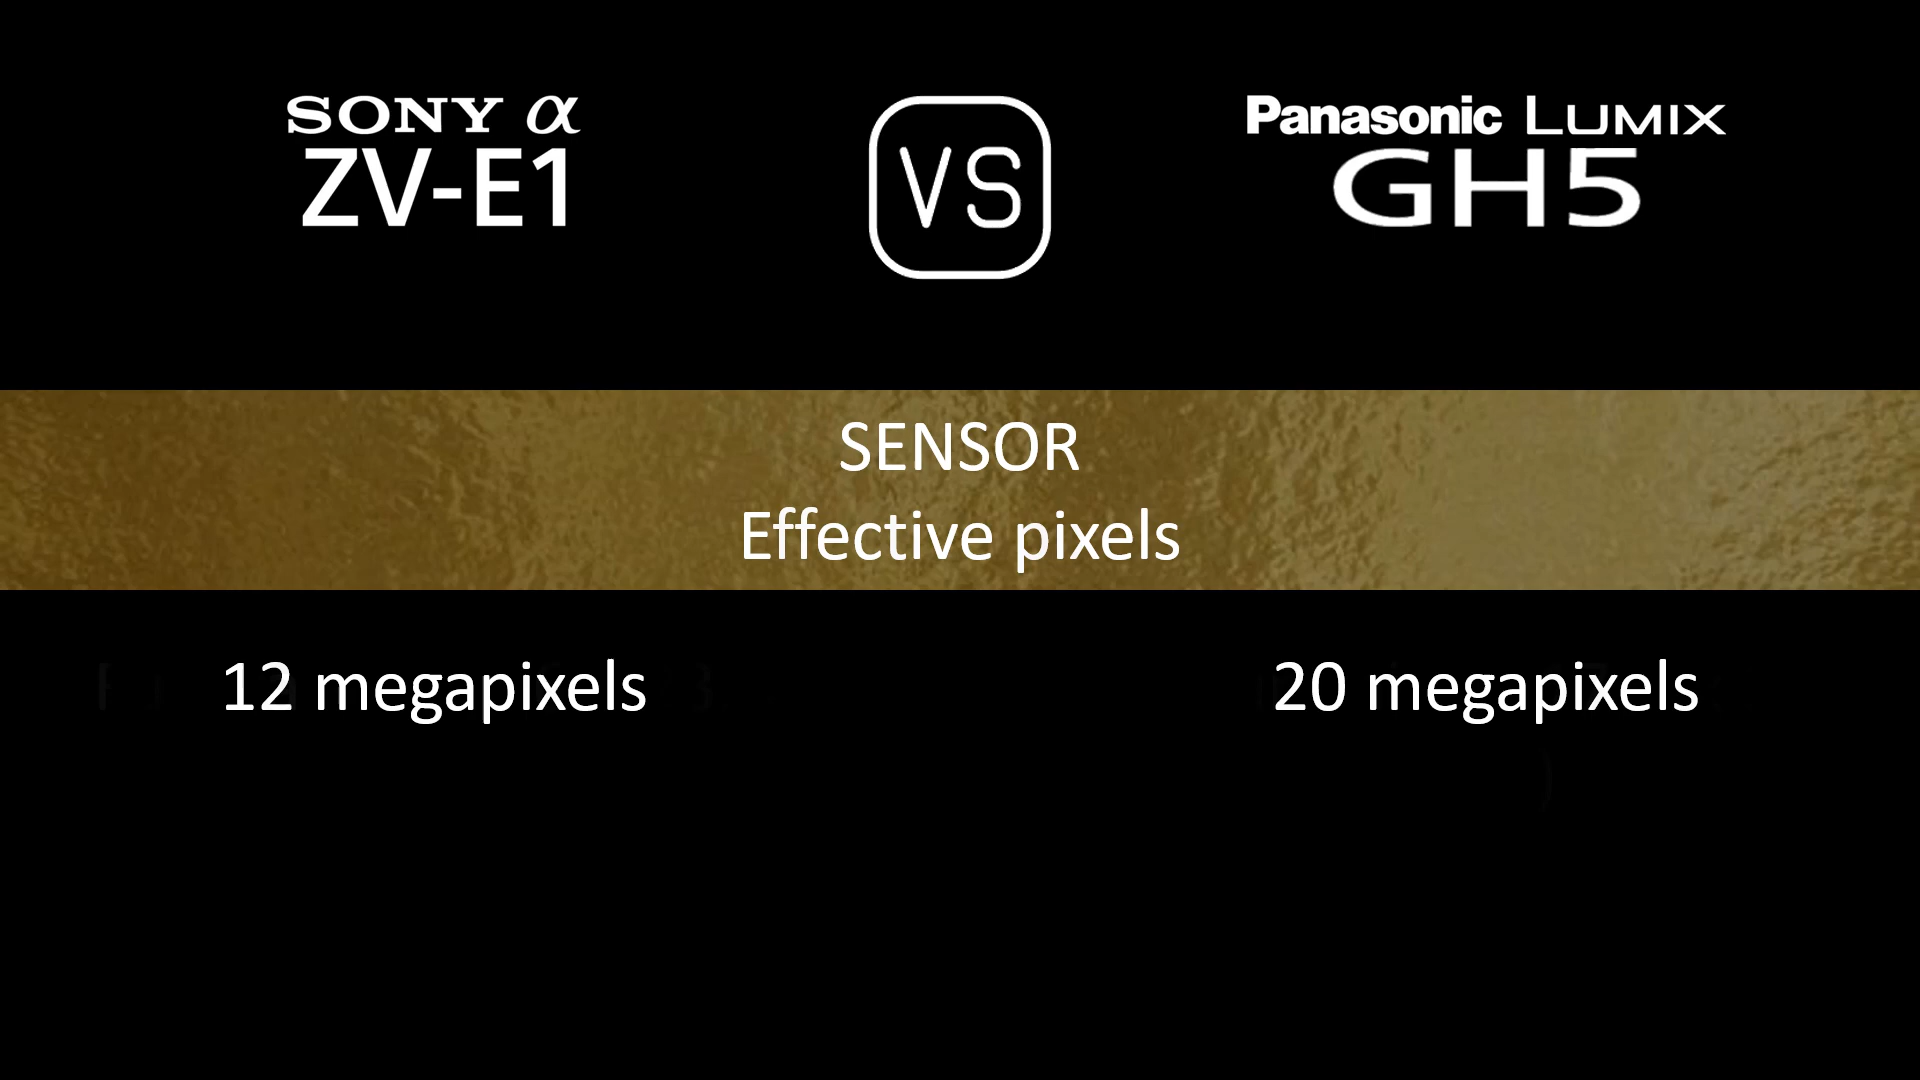 SONY α
ZV-E1
VS
Panasonic LUMIX
GH5
SENSOR
Effective pixels
12 megapixels
20 megapixels